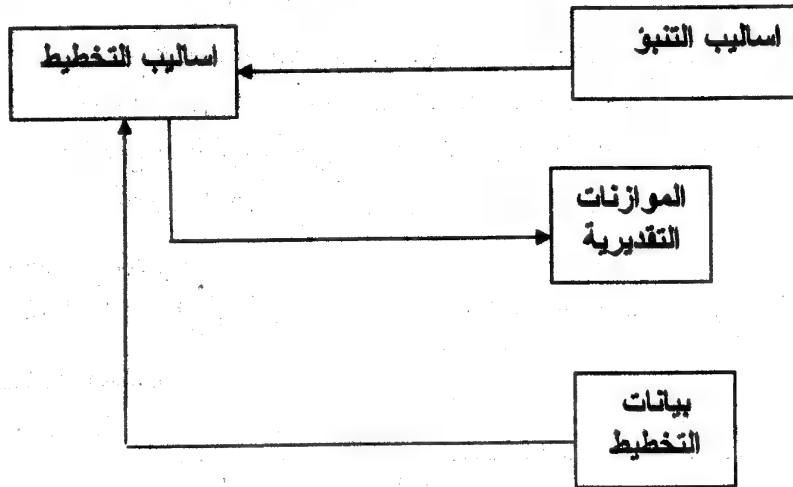 اساليب التنبؤ
اساليب التخطيط
الموازنات
التقديرية
بيانات
التخطيط